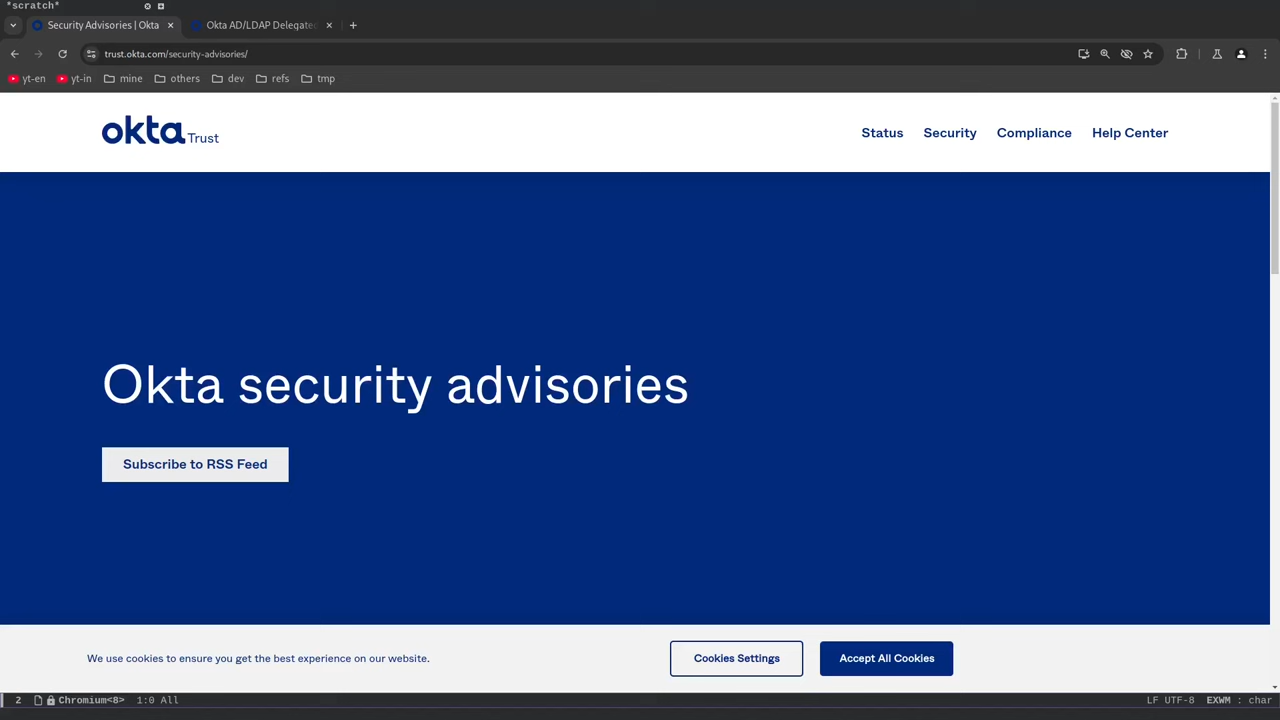 *scratch*
Security Advisories | Okta
Okta AD/LDAP Delegated
trust.okta.com/security-advisories/
yt-en
yt-in
mine
others
dev
refs
tmp
okta Trust
Status
Security
Compliance
Help Center
Okta security advisories
Subscribe to RSS Feed
We use cookies to ensure you get the best experience on our website.
Cookies Settings
Accept All Cookies
2 Chromium<8> 1:0 All
LF UTF-8 EXWM : char